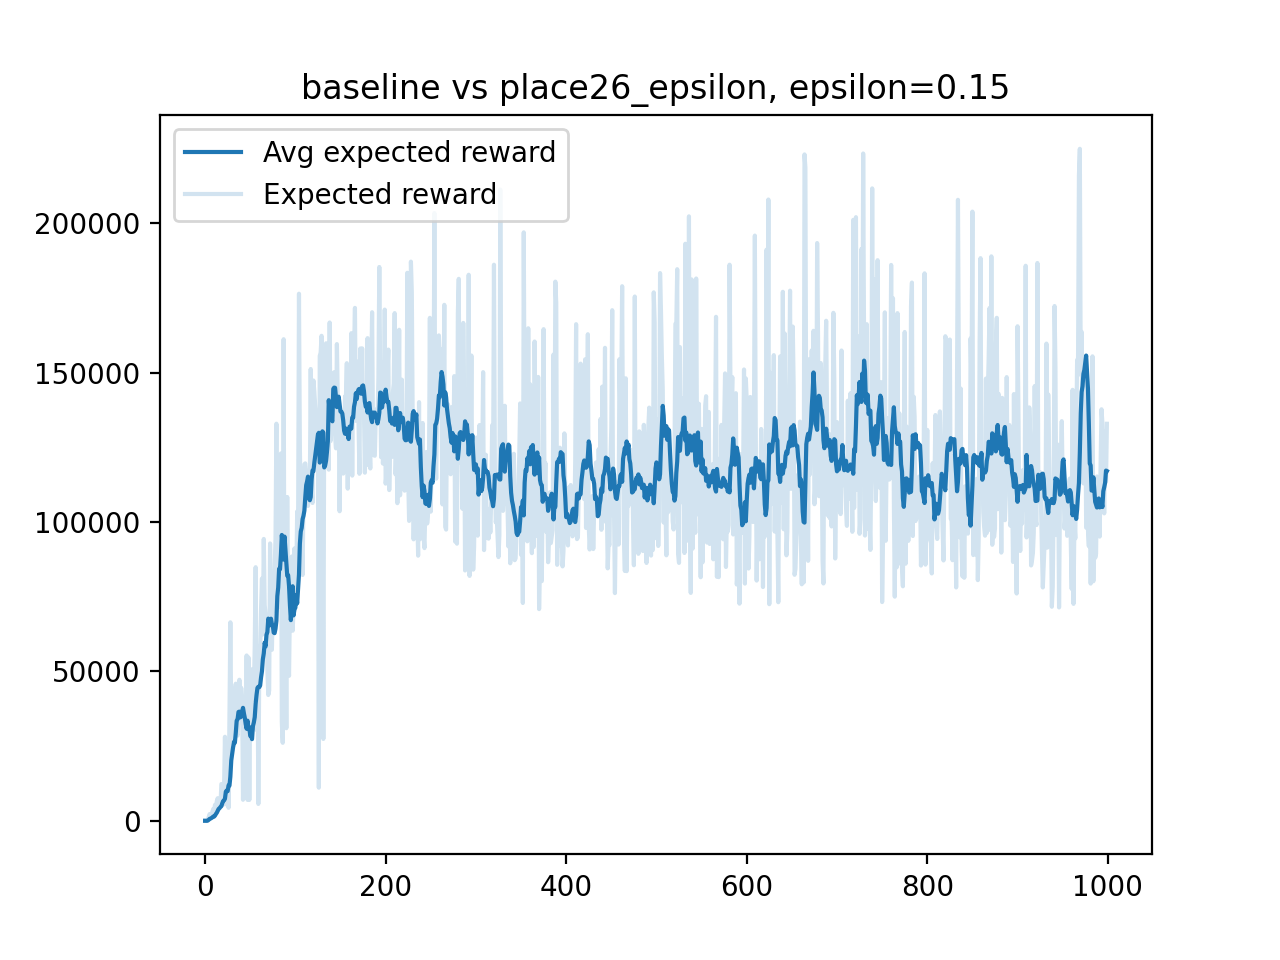 baseline vs place26_epsilon, epsilon=0.15
Avg expected reward
Expected reward
200000
150000
100000
50000
0
0 200 400 600 800 1000